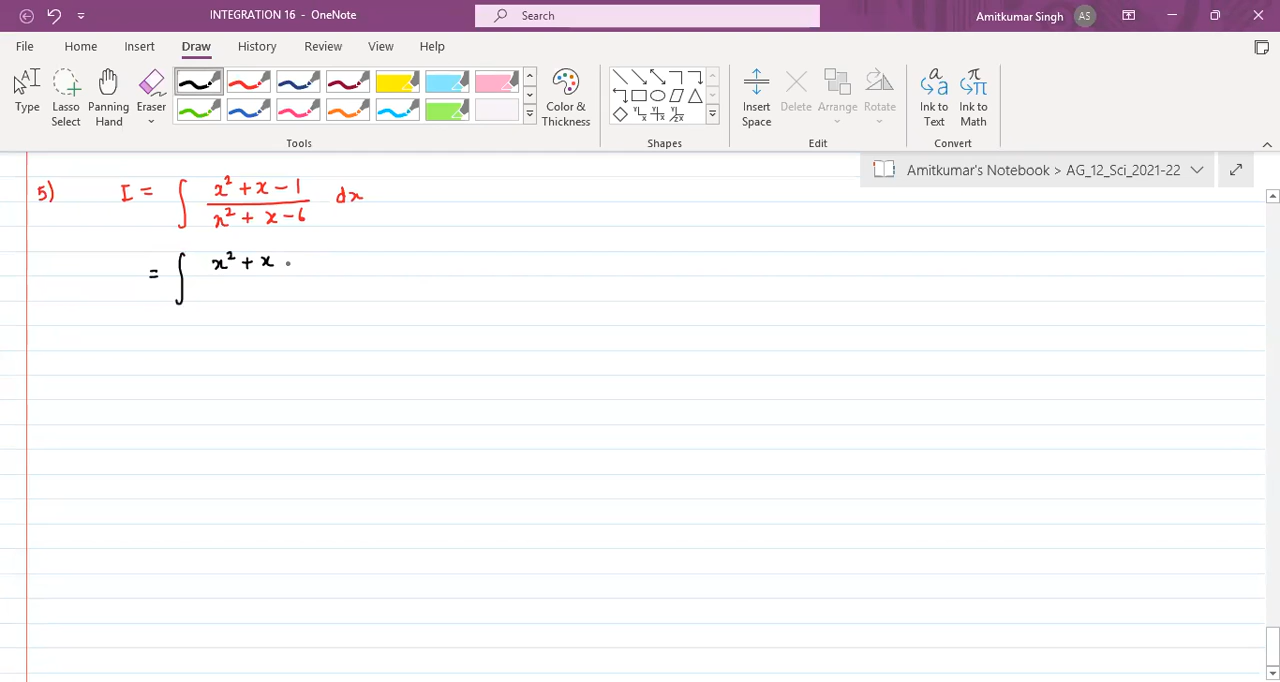 INTEGRATION 16 - OneNote
Search
Amitkumar Singh AS
File Home Insert Draw History Review View Help
Type
Lasso Select
Panning Hand
Eraser
Color & Thickness
Insert Space
Delete Arrange Rotate
Ink to Text
Ink to Math
Tools
Shapes
Edit
Convert
Amitkumar's Notebook > AG_12_Sci_2021-22
5) I = ∫ (x² + x - 1)/(x² + x - 6) dx
= ∫ x² + x